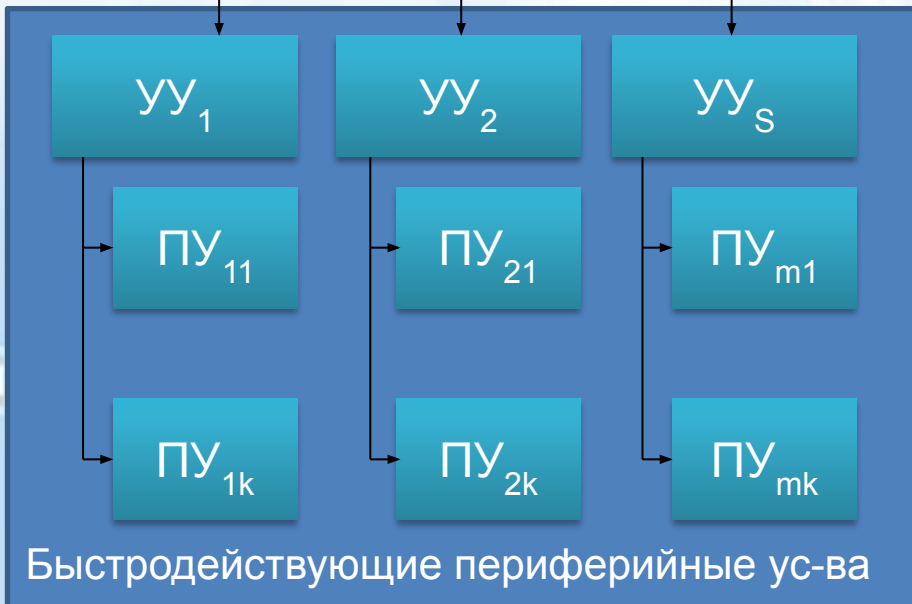 УУ1 УУ2 УУS
ПУ11 ПУ21 ПУm1
ПУ1k ПУ2k ПУmk
Быстродействующие периферийные ус-ва